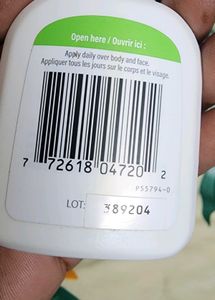 Open here / Ouvrir ici :
Apply daily over body and face.
Appliquer tous les jours sur le corps et le visage.
7 72618 04720 2
P55794-0
LOT: 389204